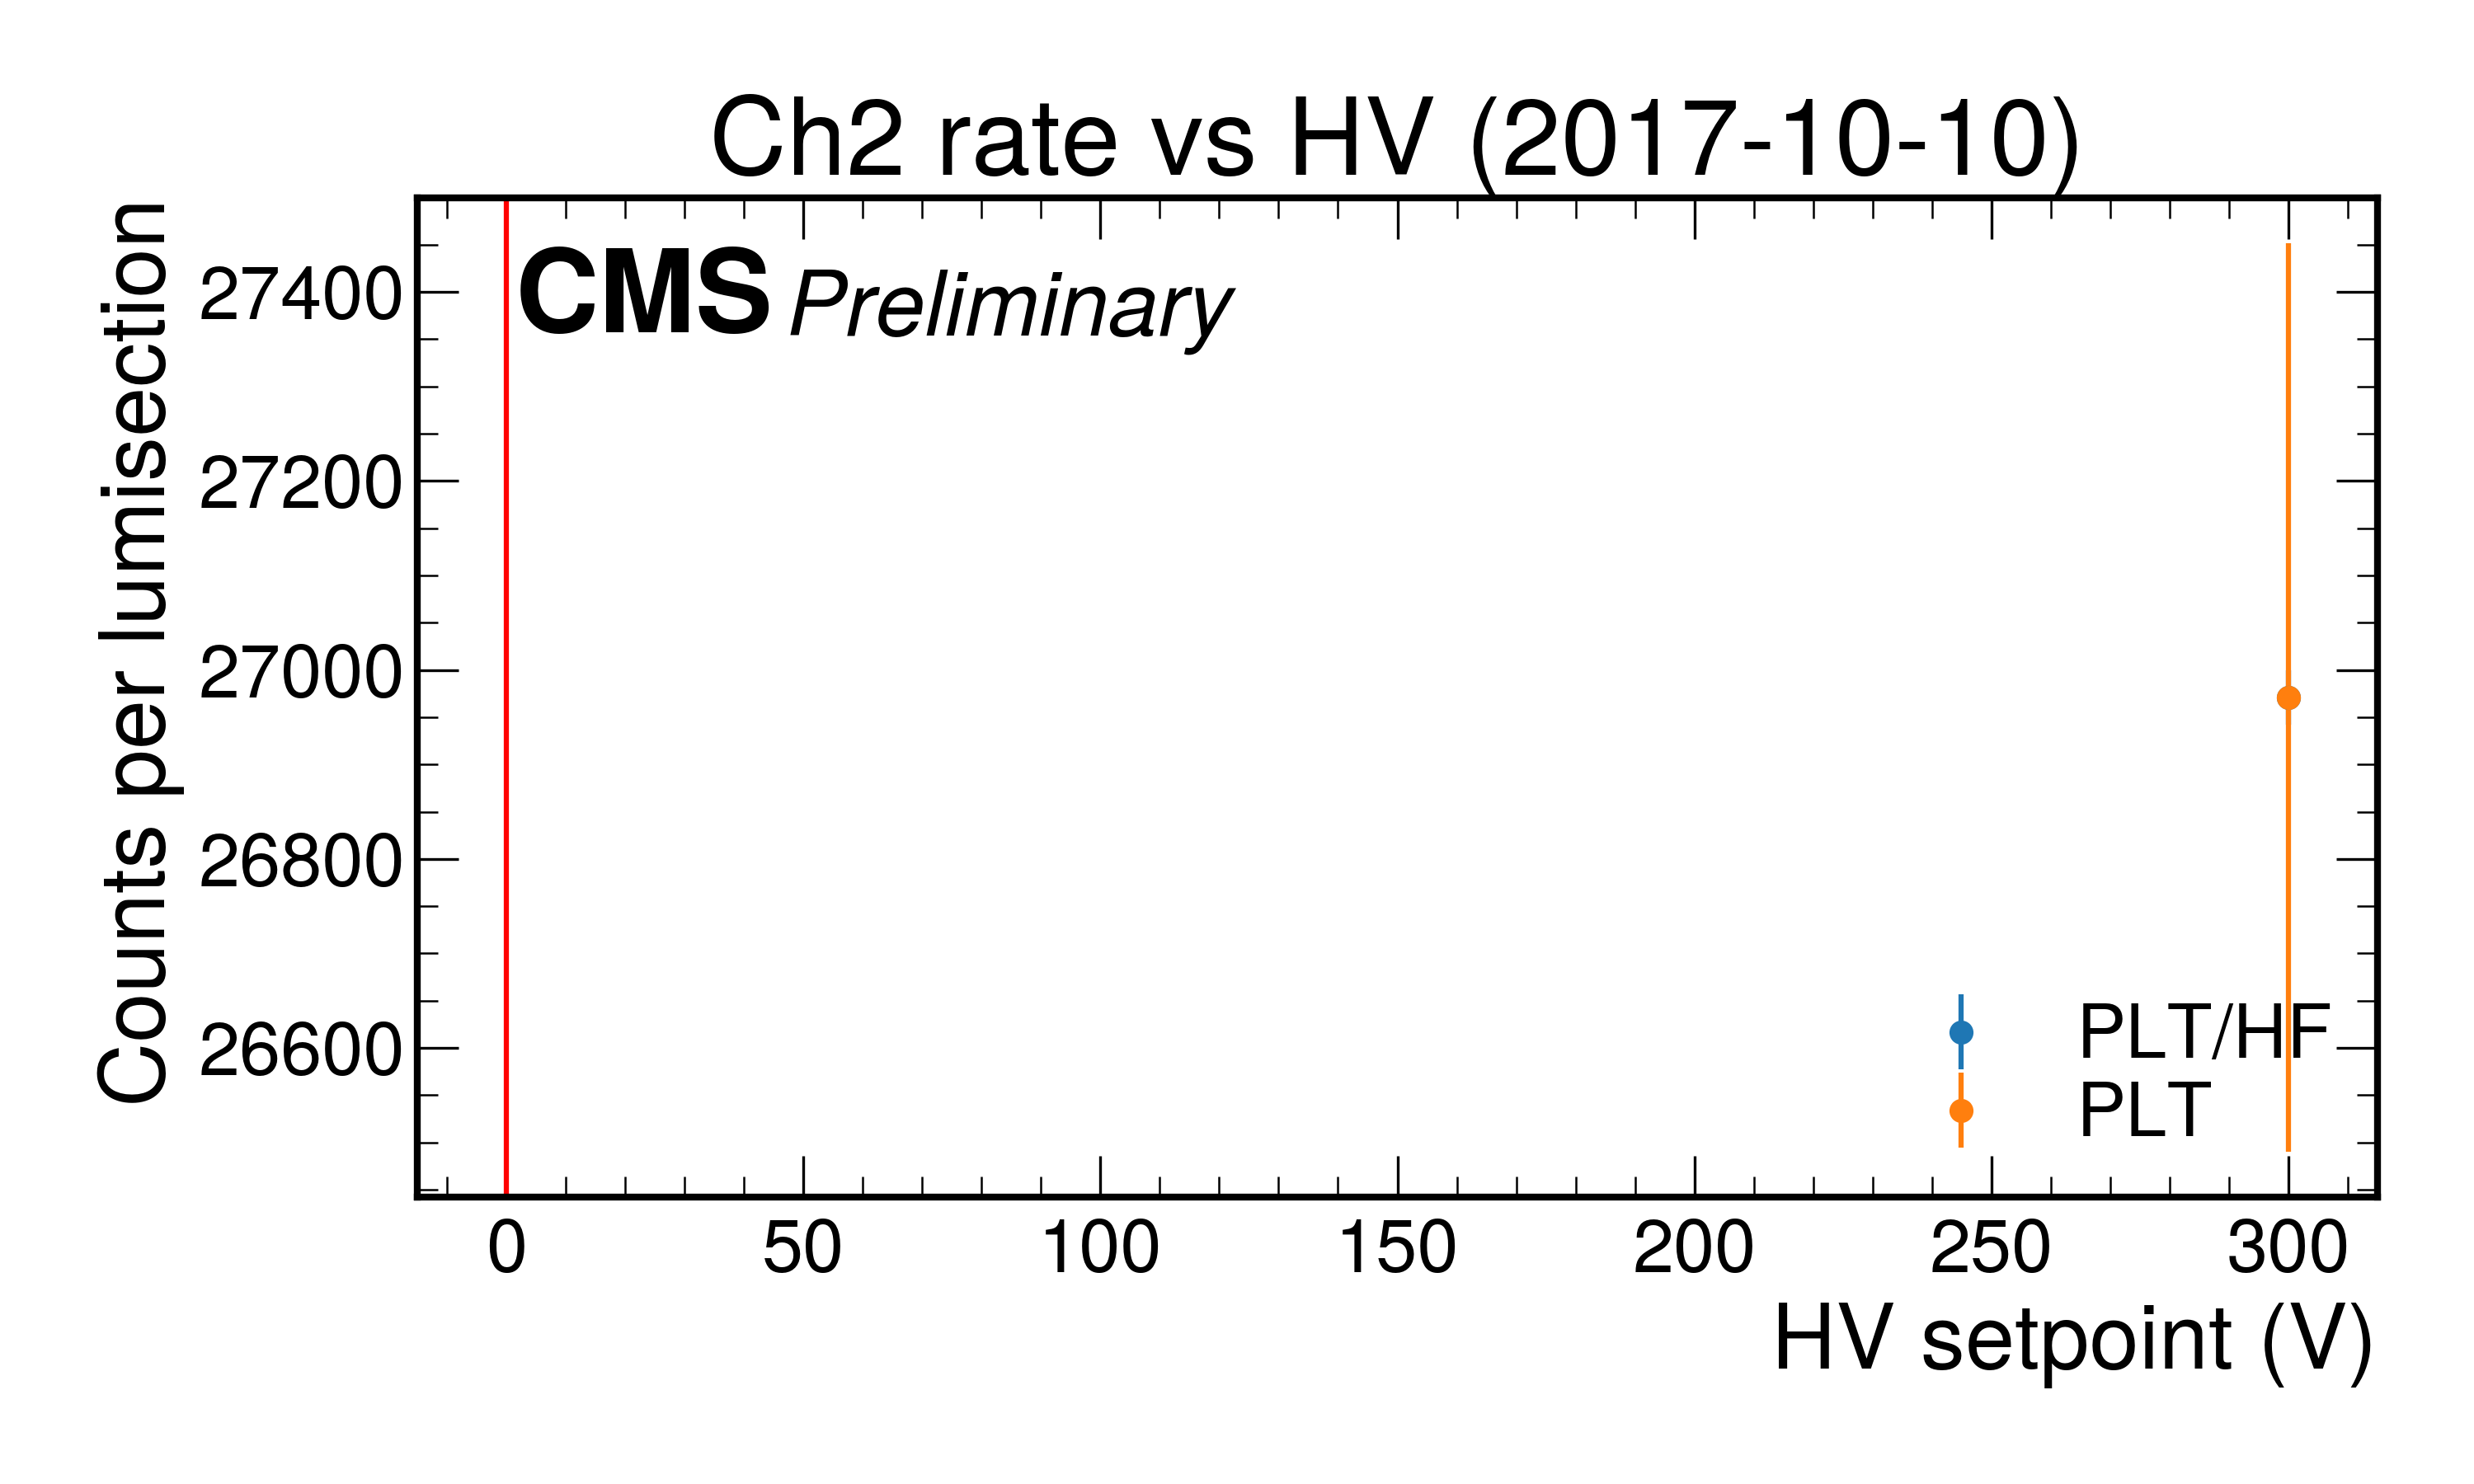 Ch2 rate vs HV (2017-10-10)
CMS Preliminary
Counts per lumisection
27400
27200
27000
26800
26600
PLT/HF
PLT
0 50 100 150 200 250 300
HV setpoint (V)